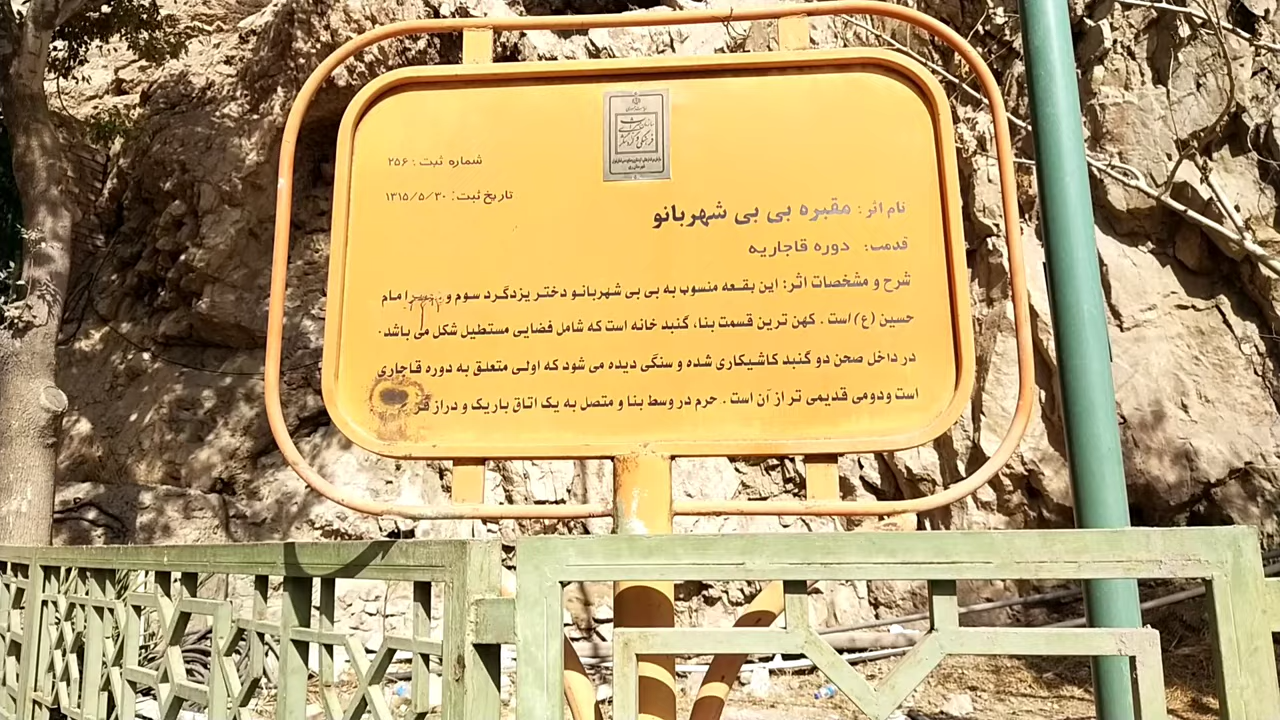 شماره ثبت : ۲۵۶
تاریخ ثبت: ۱۳۱۵/۵/۳۰
نام اثر : مقبره بی بی شهربانو
قدمت: دوره قاجاریه
شرح و مشخصات اثر: این بقعه منسوب به بی بی شهربانو دختر یزدگرد سوم و امام
حسین (ع) است . کهن ترین قسمت بنا، گنبد خانه است که شامل فضایی مستطیل شکل می باشد.
در داخل صحن دو گنبد کاشیکاری شده و سنگی دیده می شود که اولی متعلق به دوره قاجاری
است ودومی قدیمی تر از آن است . حرم در وسط بنا و متصل به یک اتاق باریک و دراز